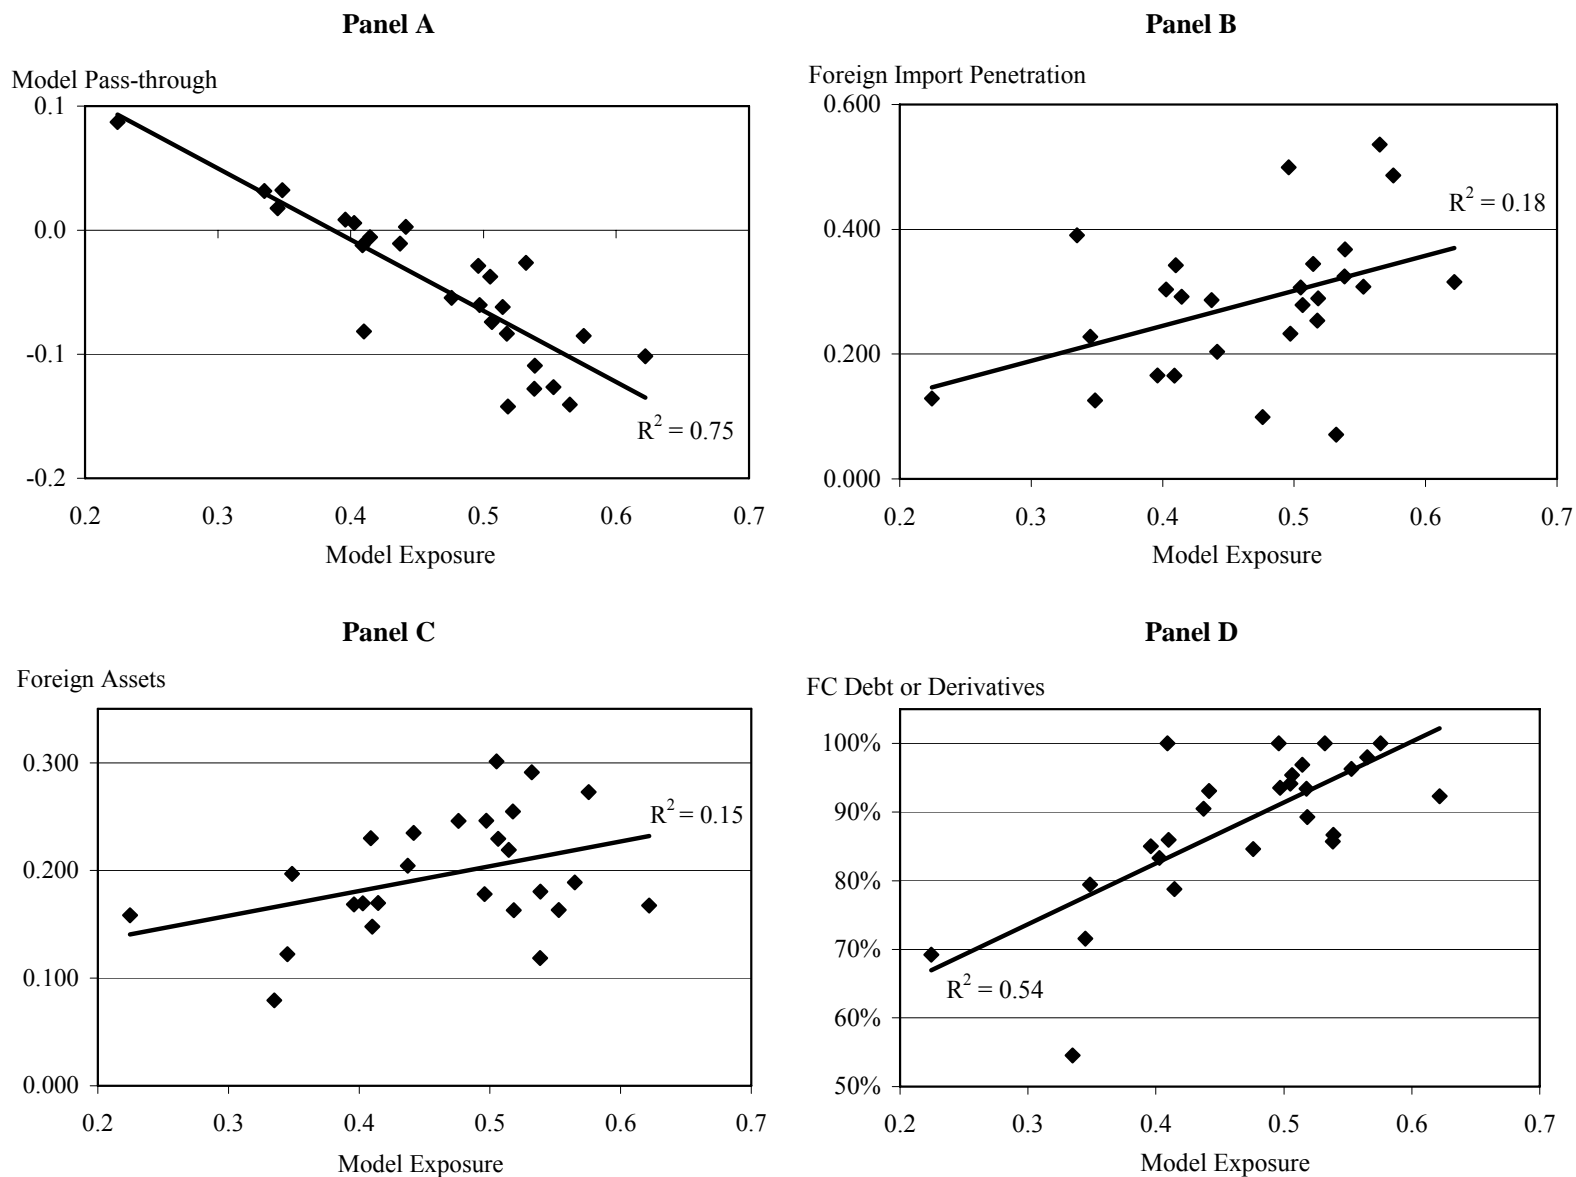 Panel A
Model Pass-through
0.1
0.0
-0.1
-0.2
0.2 0.3 0.4 0.5 0.6 0.7
Model Exposure
R² = 0.75
Panel B
Foreign Import Penetration
0.600
0.400
0.200
0.000
0.2 0.3 0.4 0.5 0.6 0.7
Model Exposure
R² = 0.18
Panel C
Foreign Assets
0.300
0.200
0.100
0.000
0.2 0.3 0.4 0.5 0.6 0.7
Model Exposure
R² = 0.15
Panel D
FC Debt or Derivatives
100%
90%
80%
70%
60%
50%
0.2 0.3 0.4 0.5 0.6 0.7
Model Exposure
R² = 0.54